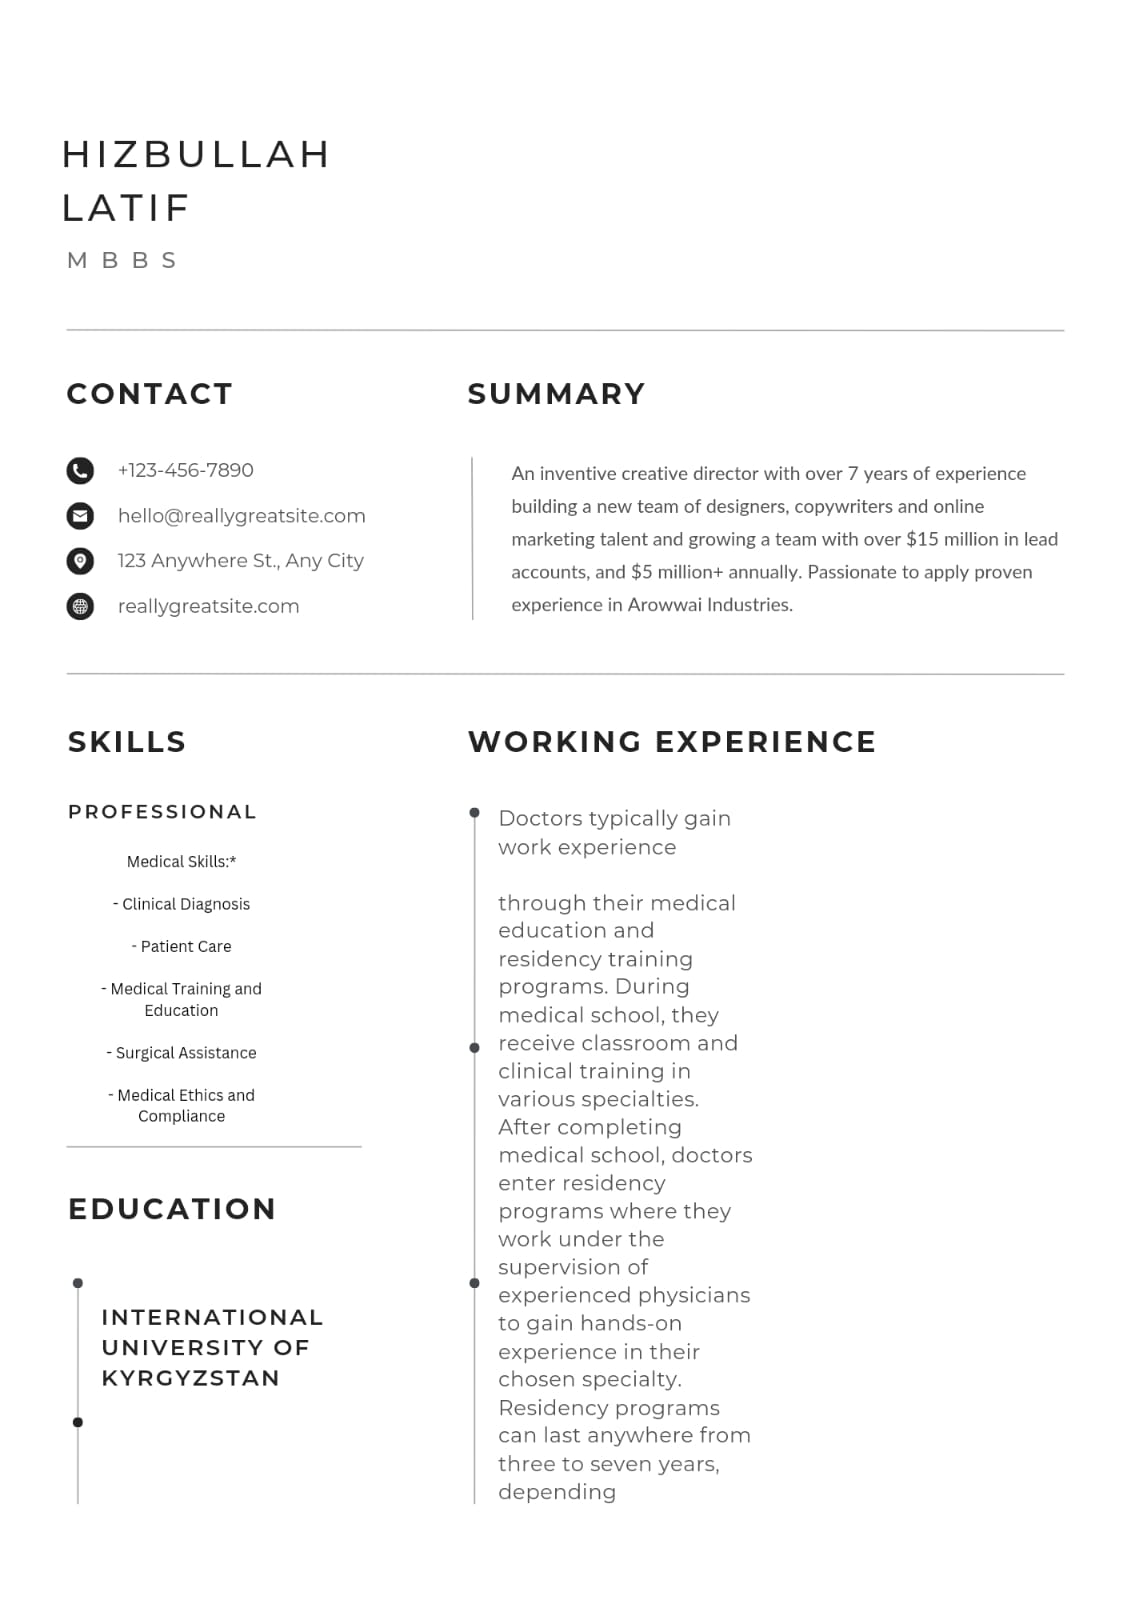 HIZBULLAH
LATIF
MBBS
CONTACT
+123-456-7890
hello@reallygreatsite.com
123 Anywhere St., Any City
reallygreatsite.com
SUMMARY
An inventive creative director with over 7 years of experience
building a new team of designers, copywriters and online
marketing talent and growing a team with over $15 million in lead
accounts, and $5 million+ annually. Passionate to apply proven
experience in Arowwai Industries.
SKILLS
PROFESSIONAL
Medical Skills:*
- Clinical Diagnosis
- Patient Care
- Medical Training and
Education
- Surgical Assistance
- Medical Ethics and
Compliance
EDUCATION
INTERNATIONAL
UNIVERSITY OF
KYRGYZSTAN
WORKING EXPERIENCE
Doctors typically gain
work experience
through their medical
education and
residency training
programs. During
medical school, they
receive classroom and
clinical training in
various specialties.
After completing
medical school, doctors
enter residency
programs where they
work under the
supervision of
experienced physicians
to gain hands-on
experience in their
chosen specialty.
Residency programs
can last anywhere from
three to seven years,
depending